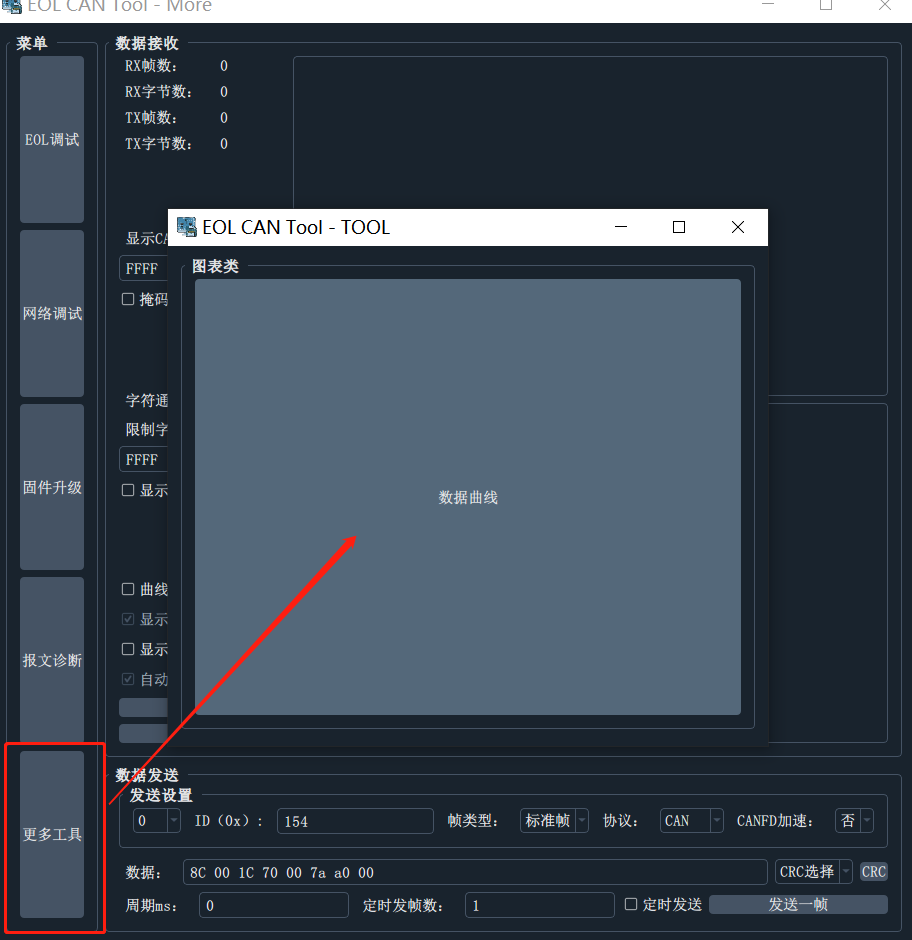 EOL CAN Tool - More
菜单
EOL调试
网络调试
固件升级
报文诊断
更多工具
数据接收
RX帧数: 0
RX字节数: 0
TX帧数: 0
TX字节数: 0
显示CA
FFFF
掩码
字符通
限制字
FFFF
显示
曲线
显示
显示
自动
EOL CAN Tool - TOOL
图表类
数据曲线
数据发送
发送设置
0 ID（0x）: 154 帧类型: 标准帧 协议: CAN CANFD加速: 否
数据: 8C 00 1C 70 00 7a a0 00 CRC选择 CRC
周期ms: 0 定时发帧数: 1 定时发送 发送一帧